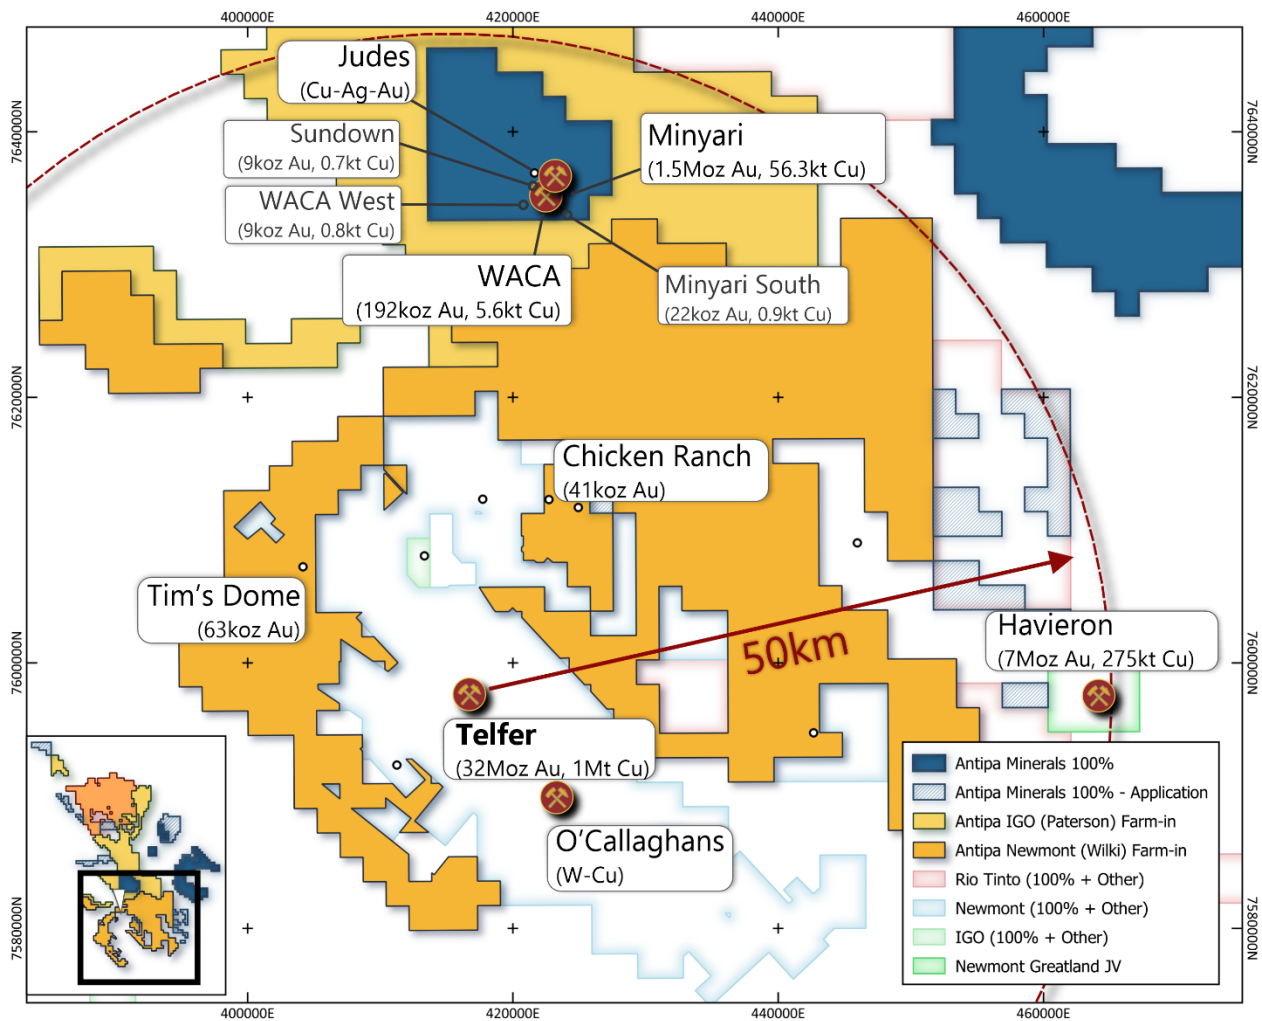 400000E
420000E
440000E
460000E
7640000N
7620000N
7600000N
7580000N
7640000N
7620000N
7600000N
7580000N
Judes
(Cu-Ag-Au)
Sundown
(9koz Au, 0.7kt Cu)
WACA West
(9koz Au, 0.8kt Cu)
Minyari
(1.5Moz Au, 56.3kt Cu)
WACA
(192koz Au, 5.6kt Cu)
Minyari South
(22koz Au, 0.9kt Cu)
Chicken Ranch
(41koz Au)
Tim's Dome
(63koz Au)
50km
Havieron
(7Moz Au, 275kt Cu)
Telfer
(32Moz Au, 1Mt Cu)
O'Callaghans
(W-Cu)
Antipa Minerals 100%
Antipa Minerals 100% - Application
Antipa IGO (Paterson) Farm-in
Antipa Newmont (Wilki) Farm-in
Rio Tinto (100% + Other)
Newmont (100% + Other)
IGO (100% + Other)
Newmont Greatland JV
400000E
420000E
440000E
460000E